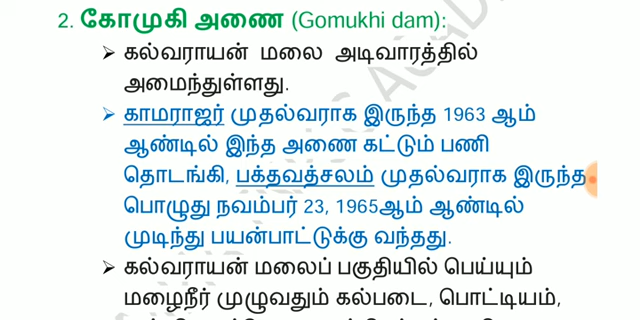 2. கோமுகி அணை (Gomukhi dam):
➢ கல்வராயன் மலை அடிவாரத்தில்
அமைந்துள்ளது.
➢ காமராஜர் முதல்வராக இருந்த 1963 ஆம்
ஆண்டில் இந்த அணை கட்டும் பணி
தொடங்கி, பக்தவத்சலம் முதல்வராக இருந்த
பொழுது நவம்பர் 23, 1965ஆம் ஆண்டில்
முடிந்து பயன்பாட்டுக்கு வந்தது.
➢ கல்வராயன் மலைப் பகுதியில் பெய்யும்
மழைநீர் முழுவதும் கல்படை, பொட்டியம்,